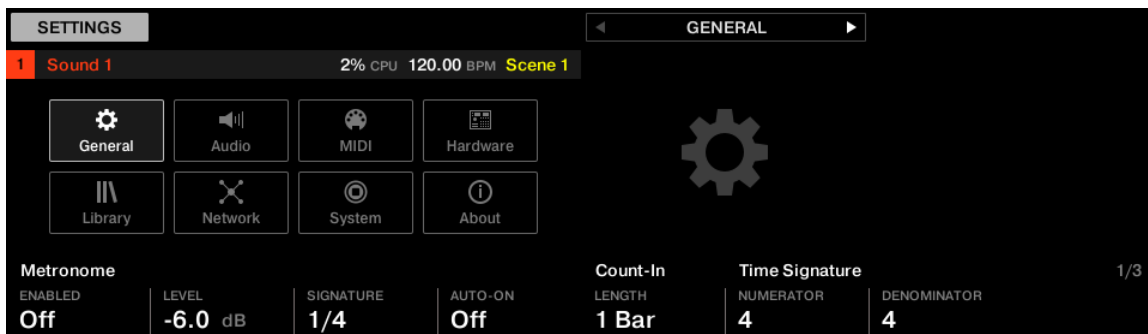 SETTINGS
GENERAL
1 Sound 1 2% CPU 120.00 BPM Scene 1
General Audio MIDI Hardware
Library Network System About
Metronome Count-In Time Signature 1/3
ENABLED LEVEL SIGNATURE AUTO-ON LENGTH NUMERATOR DENOMINATOR
Off -6.0 dB 1/4 Off 1 Bar 4 4